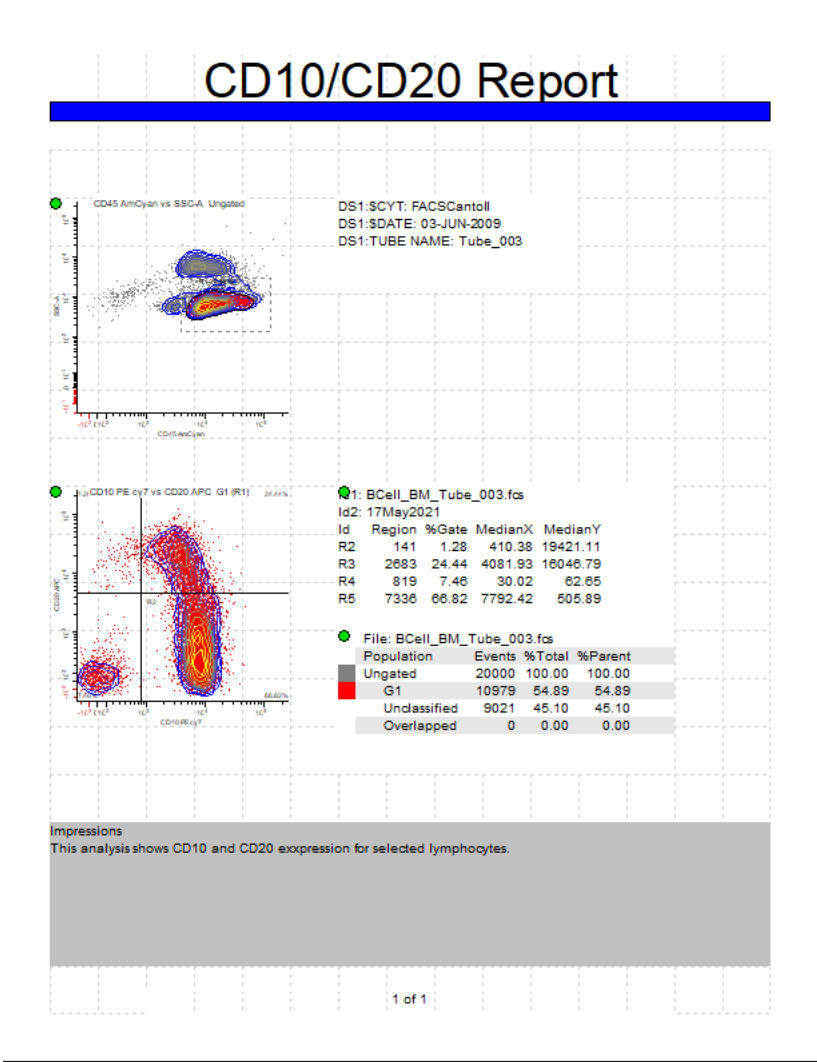 CD10/CD20 Report
CD45 AmCyan vs SSC-A Ungated
DS1:$CYT: FACSCantoII
DS1:$DATE: 03-JUN-2009
DS1:TUBE NAME: Tube_003
SSC-A
CD45 AmCyan
CD10 PE cy7 vs CD20 APC G1 (R1)
24.44%
R2
CD20 APC
66.82%
CD10 PE cy7
1: BCell_BM_Tube_003.fcs
Id2: 17May2021
Id Region %Gate MedianX MedianY
R2 141 1.28 410.38 19421.11
R3 2683 24.44 4081.93 16046.79
R4 819 7.46 30.02 62.65
R5 7336 66.82 7792.42 505.89
File: BCell_BM_Tube_003.fcs
Population Events %Total %Parent
Ungated 20000 100.00 100.00
G1 10979 54.89 54.89
Unclassified 9021 45.10 45.10
Overlapped 0 0.00 0.00
Impressions
This analysis shows CD10 and CD20 exxpression for selected lymphocytes.
1 of 1